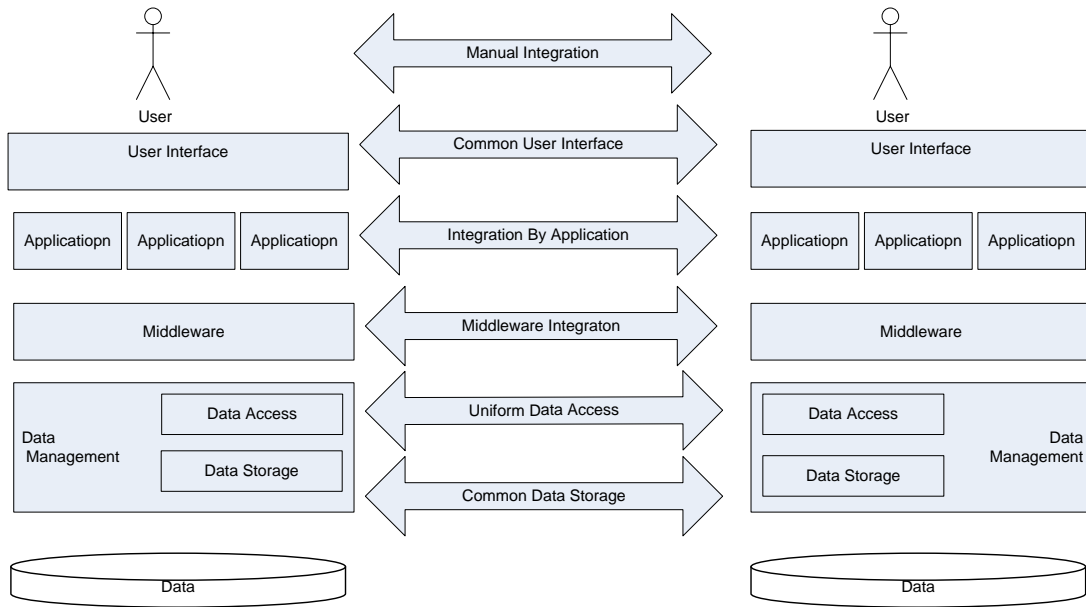 Manual Integration
User
User
User Interface
Common User Interface
User Interface
Applicatiopn
Applicatiopn
Applicatiopn
Integration By Application
Applicatiopn
Applicatiopn
Applicatiopn
Middleware
Middleware Integraton
Middleware
Data Access
Uniform Data Access
Data Access
Data
Management
Data
Management
Data Storage
Common Data Storage
Data Storage
Data
Data